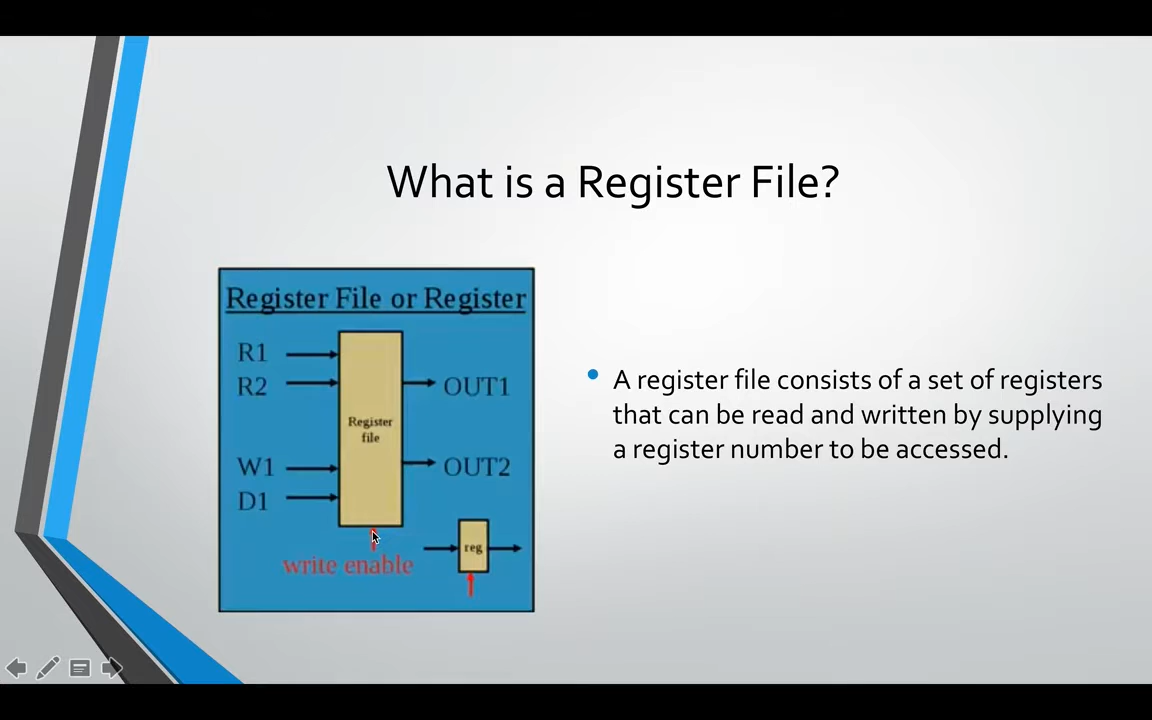 What is a Register File?
Register File or Register
R1
R2
OUT1
Register
file
W1
OUT2
D1
reg
write enable
A register file consists of a set of registers
that can be read and written by supplying
a register number to be accessed.